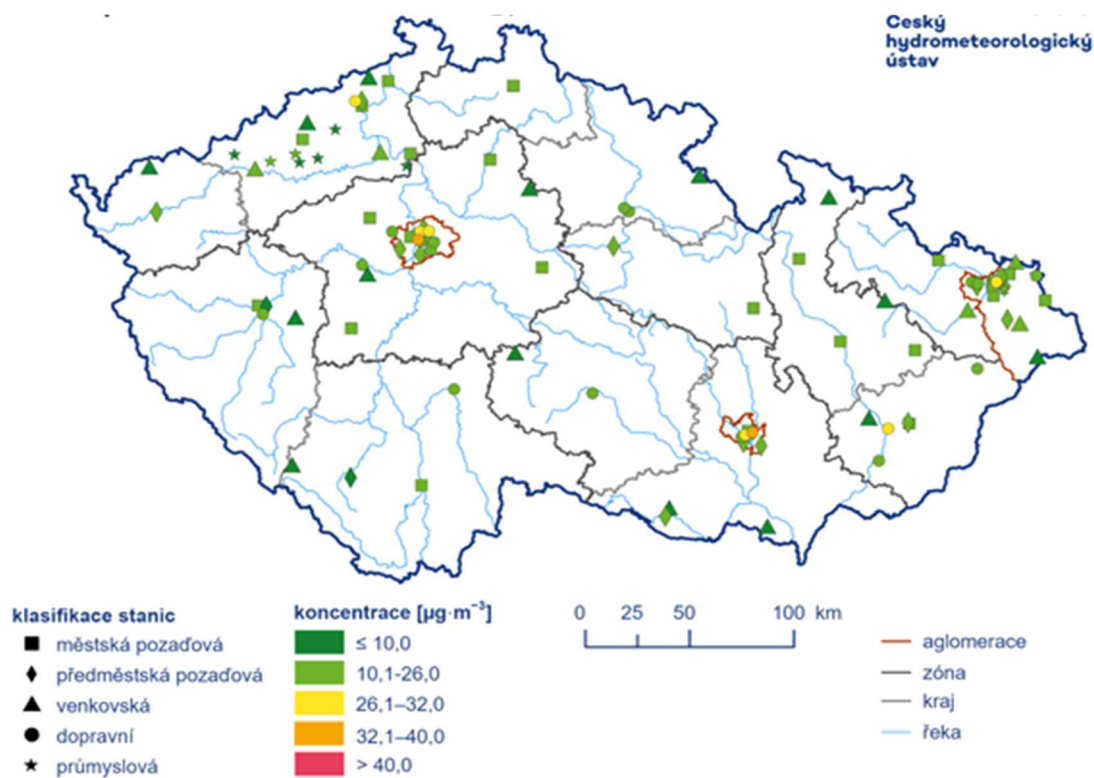 Český
hydrometeorologický
ústav
klasifikace stanic
městská pozaďová
předměstská pozaďová
venkovská
dopravní
průmyslová
koncentrace [µg·m⁻³]
≤ 10,0
10,1-26,0
26,1–32,0
32,1–40,0
> 40,0
0 25 50 100 km
aglomerace
zóna
kraj
řeka